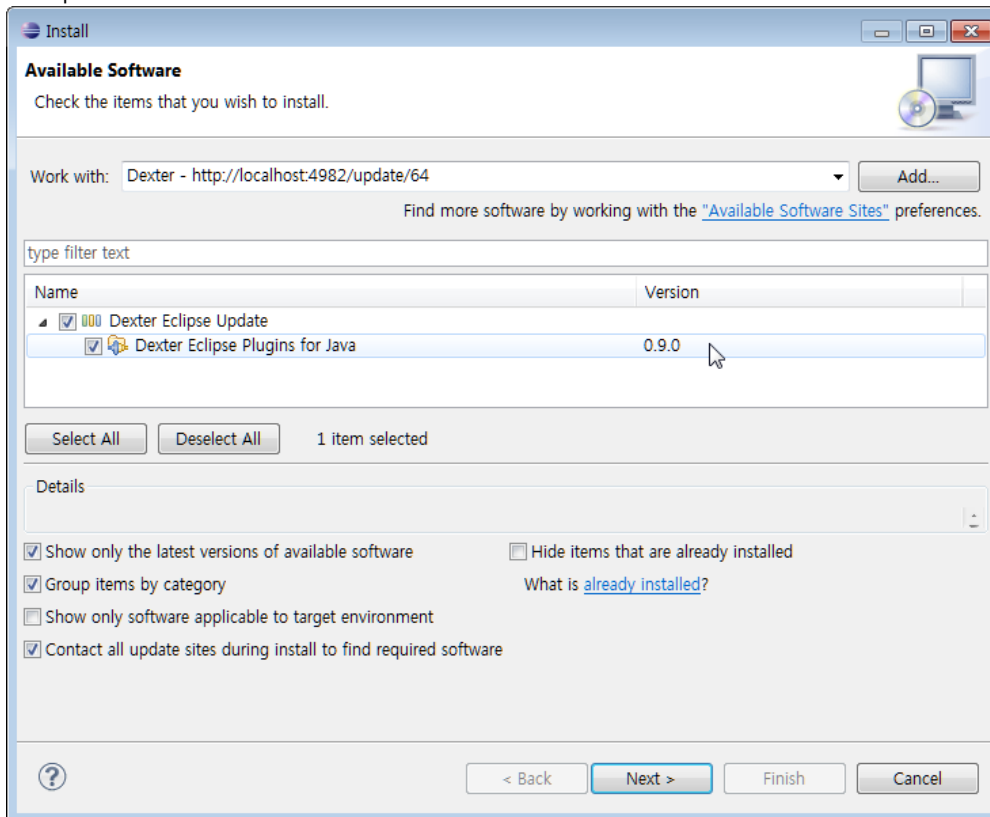 Install
Available Software
Check the items that you wish to install.
Work with: Dexter - http://localhost:4982/update/64 Add...
Find more software by working with the "Available Software Sites" preferences.
type filter text
Name Version
Dexter Eclipse Update
Dexter Eclipse Plugins for Java 0.9.0
Select All Deselect All 1 item selected
Details
Show only the latest versions of available software Hide items that are already installed
Group items by category What is already installed?
Show only software applicable to target environment
Contact all update sites during install to find required software
? < Back Next > Finish Cancel